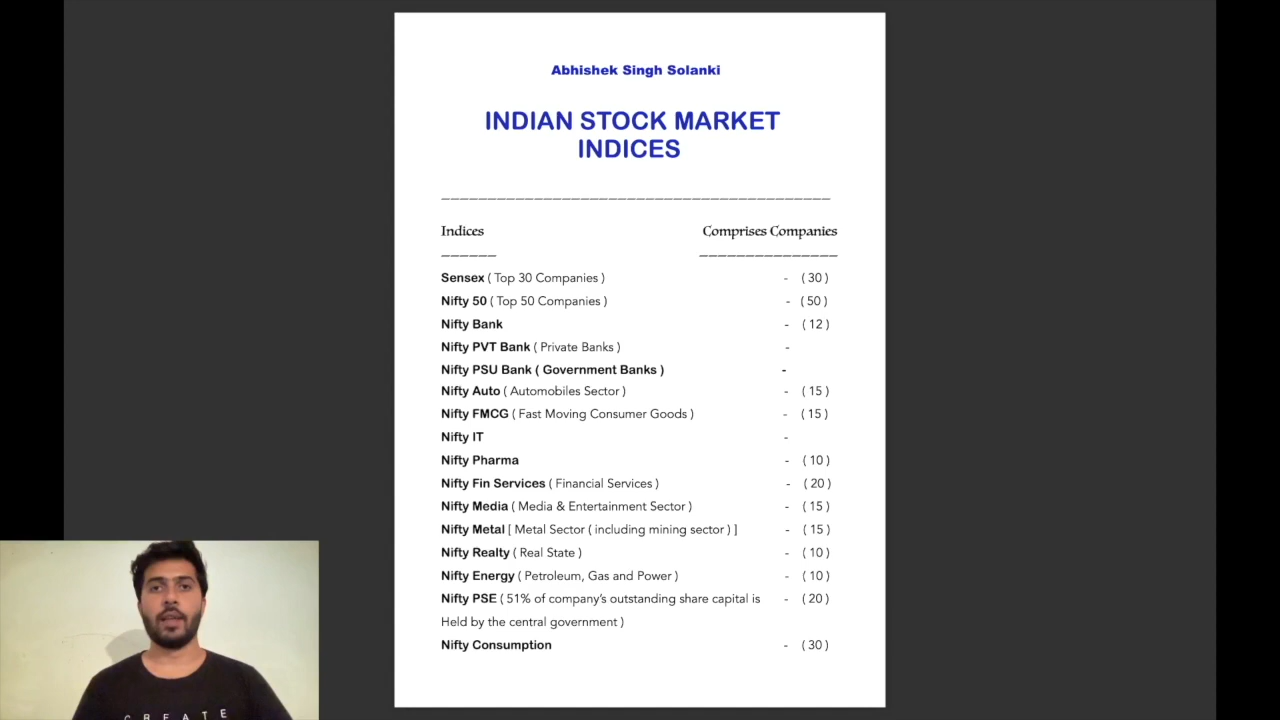 Abhishek Singh Solanki
INDIAN STOCK MARKET
INDICES
Indices Comprises Companies
Sensex ( Top 30 Companies ) - ( 30 )
Nifty 50 ( Top 50 Companies ) - ( 50 )
Nifty Bank - ( 12 )
Nifty PVT Bank ( Private Banks ) -
Nifty PSU Bank ( Government Banks ) -
Nifty Auto ( Automobiles Sector ) - ( 15 )
Nifty FMCG ( Fast Moving Consumer Goods ) - ( 15 )
Nifty IT -
Nifty Pharma - ( 10 )
Nifty Fin Services ( Financial Services ) - ( 20 )
Nifty Media ( Media & Entertainment Sector ) - ( 15 )
Nifty Metal [ Metal Sector ( including mining sector ) ] - ( 15 )
Nifty Realty ( Real State ) - ( 10 )
Nifty Energy ( Petroleum, Gas and Power ) - ( 10 )
Nifty PSE ( 51% of company's outstanding share capital is - ( 20 )
Held by the central government )
Nifty Consumption - ( 30 )
CREATE